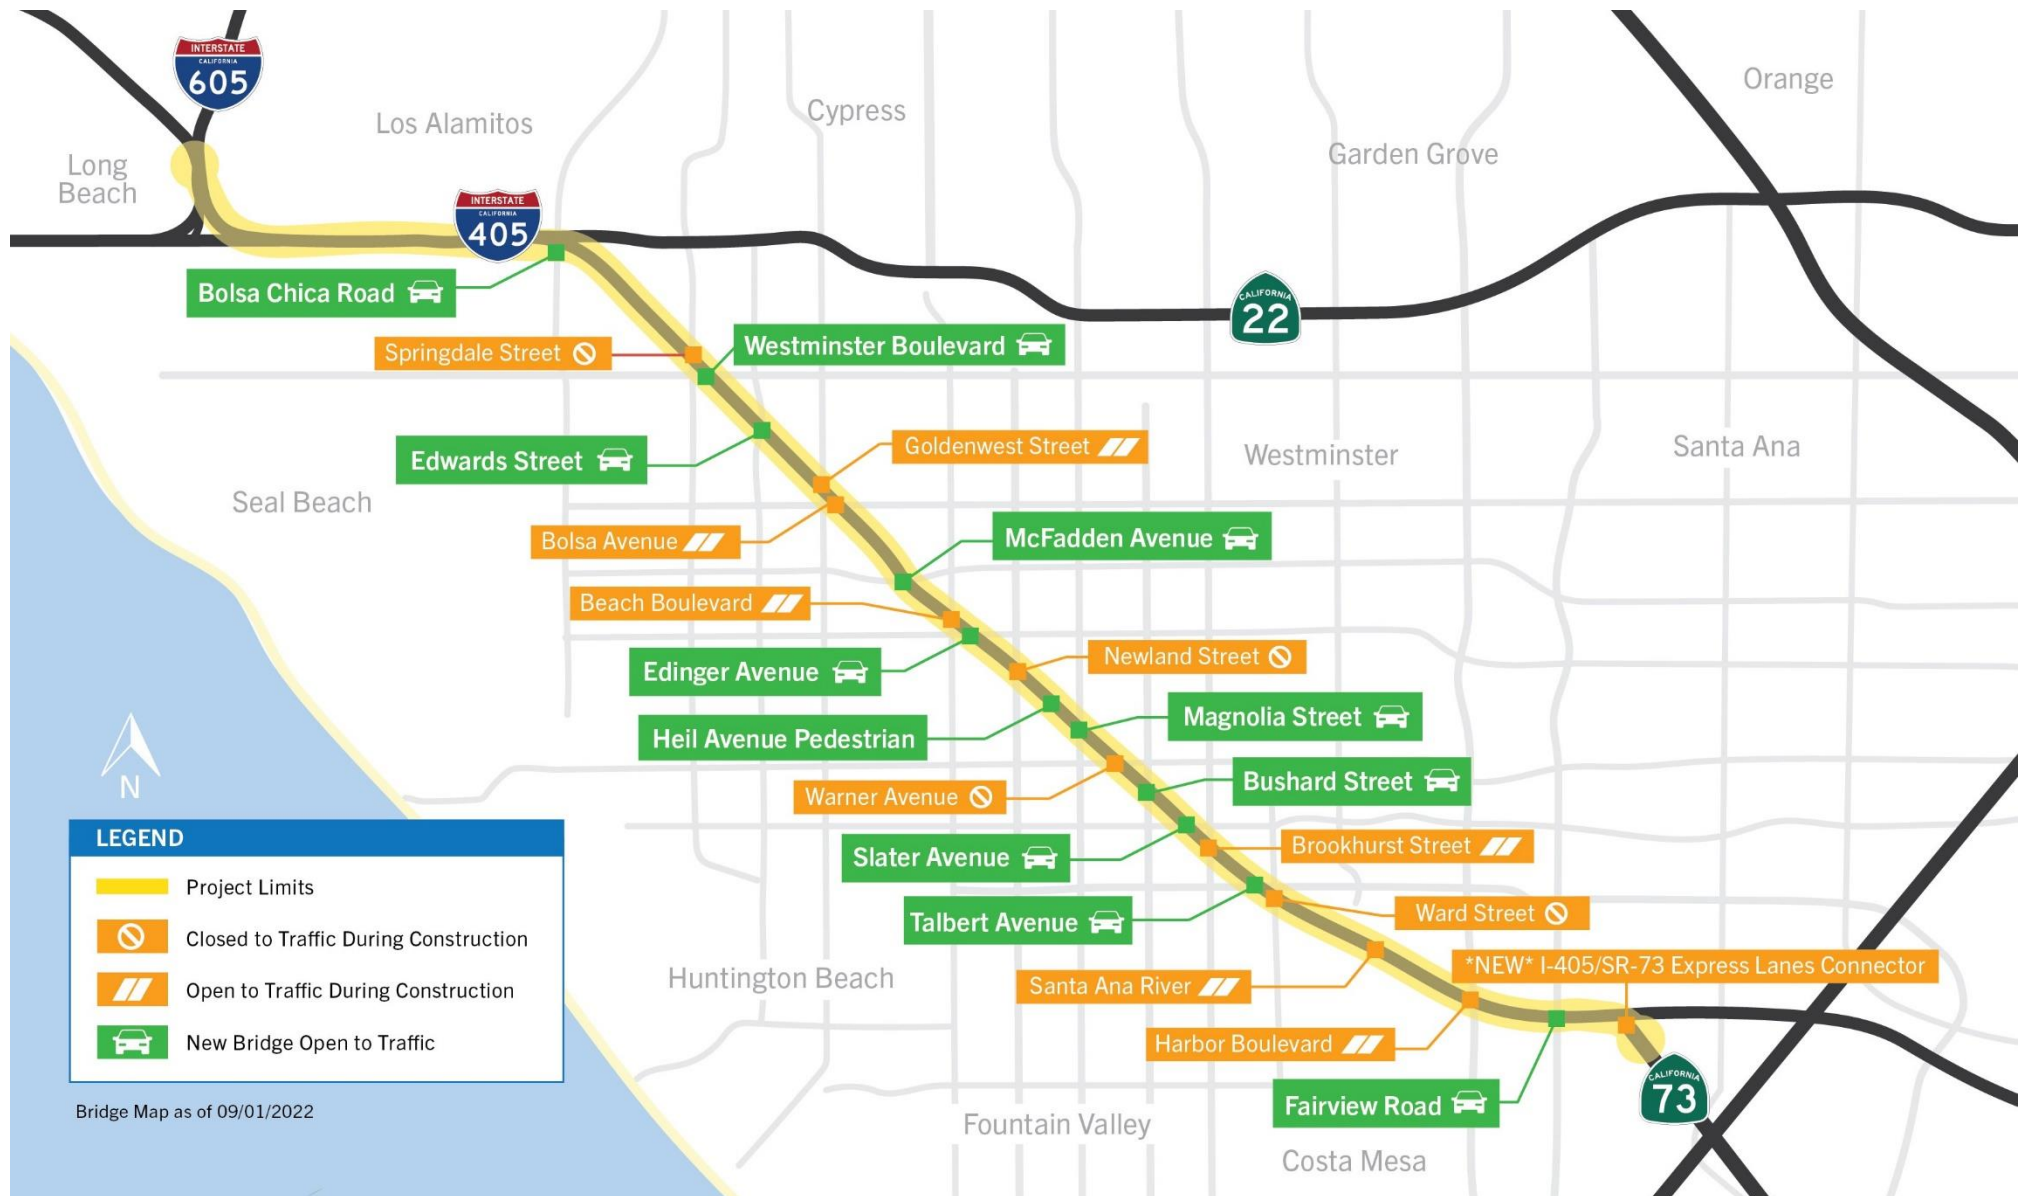 INTERSTATE
CALIFORNIA
605
Orange
Cypress
Los Alamitos
Garden Grove
Long
Beach
INTERSTATE
CALIFORNIA
405
Bolsa Chica Road
CALIFORNIA
22
Springdale Street
Westminster Boulevard
Edwards Street
Goldenwest Street
Westminster
Santa Ana
Seal Beach
Bolsa Avenue
McFadden Avenue
Beach Boulevard
Newland Street
Edinger Avenue
Magnolia Street
Heil Avenue Pedestrian
Bushard Street
Warner Avenue
N
Brookhurst Street
Slater Avenue
Ward Street
Talbert Avenue
*NEW* I-405/SR-73 Express Lanes Connector
Huntington Beach
Santa Ana River
Harbor Boulevard
CALIFORNIA
73
Fairview Road
Fountain Valley
Costa Mesa
LEGEND
Project Limits
Closed to Traffic During Construction
Open to Traffic During Construction
New Bridge Open to Traffic
Bridge Map as of 09/01/2022